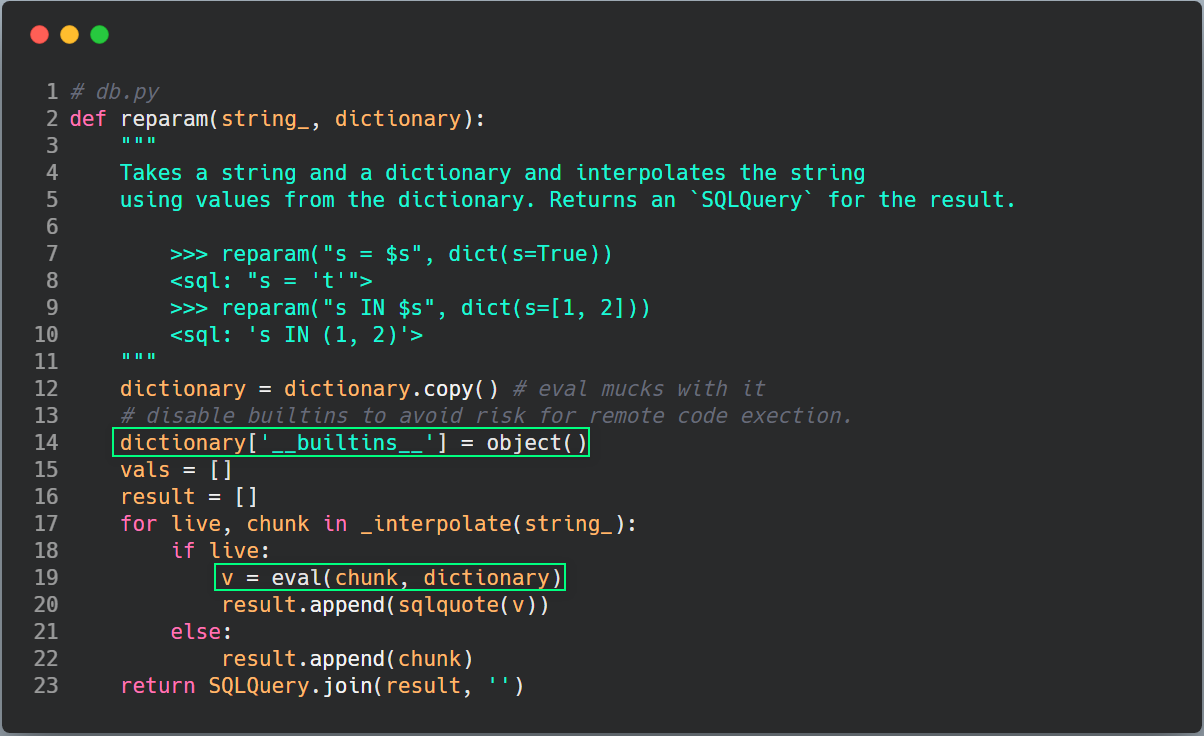 1 # db.py
2 def reparam(string_, dictionary):
3     """
4     Takes a string and a dictionary and interpolates the string
5     using values from the dictionary. Returns an `SQLQuery` for the result.
6
7         >>> reparam("s = $s", dict(s=True))
8         <sql: "s = 't'">
9         >>> reparam("s IN $s", dict(s=[1, 2]))
10         <sql: 's IN (1, 2)'>
11     """
12     dictionary = dictionary.copy() # eval mucks with it
13     # disable builtins to avoid risk for remote code exection.
14     dictionary['__builtins__'] = object()
15     vals = []
16     result = []
17     for live, chunk in _interpolate(string_):
18         if live:
19             v = eval(chunk, dictionary)
20             result.append(sqlquote(v))
21         else:
22             result.append(chunk)
23     return SQLQuery.join(result, '')